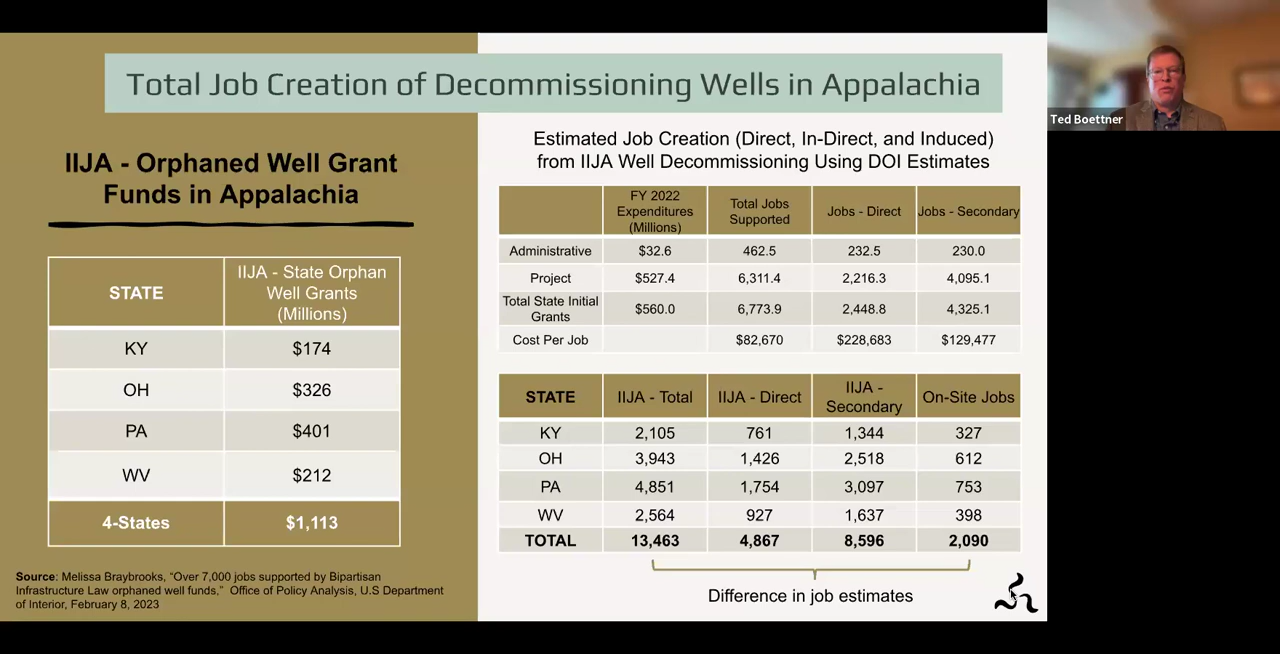 Total Job Creation of Decommissioning Wells in Appalachia
IIJA - Orphaned Well Grant
Funds in Appalachia
STATE
IIJA - State Orphan
Well Grants
(Millions)
KY $174
OH $326
PA $401
WV $212
4-States $1,113
Source: Melissa Braybrooks, “Over 7,000 jobs supported by Bipartisan
Infrastructure Law orphaned well funds,” Office of Policy Analysis, U.S Department
of Interior, February 8, 2023
Estimated Job Creation (Direct, In-Direct, and Induced)
from IIJA Well Decommissioning Using DOI Estimates
FY 2022
Expenditures
(Millions)
Total Jobs
Supported
Jobs - Direct
Jobs - Secondary
Administrative $32.6 462.5 232.5 230.0
Project $527.4 6,311.4 2,216.3 4,095.1
Total State Initial
Grants
$560.0 6,773.9 2,448.8 4,325.1
Cost Per Job $82,670 $228,683 $129,477
STATE
IIJA - Total
IIJA - Direct
IIJA -
Secondary
On-Site Jobs
KY 2,105 761 1,344 327
OH 3,943 1,426 2,518 612
PA 4,851 1,754 3,097 753
WV 2,564 927 1,637 398
TOTAL 13,463 4,867 8,596 2,090
Difference in job estimates
Ted Boettner